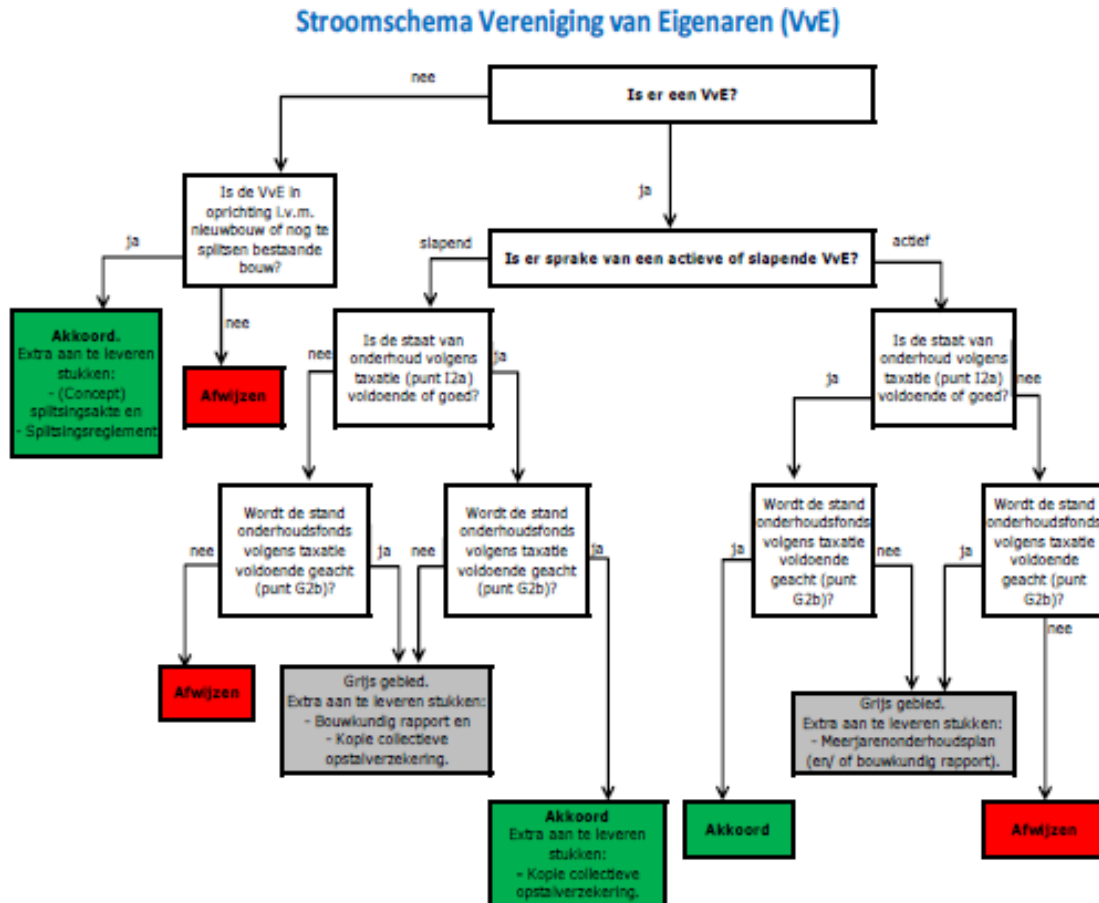 Stroomschema Vereniging van Eigenaren (VvE)
nee
Is er een VvE?
Is de VvE in
oprichting i.v.m.
nieuwbouw of nog te
splitsen bestaande
bouw?
ja
ja
slapend
Is er sprake van een actieve of slapende VvE?
actief
Akkoord.
Extra aan te leveren
stukken:
- (Concept)
splitsingsakte en
- Splitsingsreglement
nee
Afwijzen
nee
Is de staat van
onderhoud volgens
taxatie (punt I2a)
voldoende of goed?
ja
ja
Is de staat van
onderhoud volgens
taxatie (punt I2a)
voldoende of goed?
nee
nee
Wordt de stand
onderhoudsfonds
volgens taxatie
voldoende geacht
(punt G2b)?
ja
nee
Wordt de stand
onderhoudsfonds
volgens taxatie
voldoende geacht
(punt G2b)?
ja
ja
Wordt de stand
onderhoudsfonds
volgens taxatie
voldoende
geacht (punt
G2b)?
nee
ja
Wordt de stand
onderhoudsfonds
volgens taxatie
voldoende
geacht (punt
G2b)?
nee
Afwijzen
Grijs gebied.
Extra aan te leveren stukken:
- Bouwkundig rapport en
- Kopie collectieve
opstalverzekering.
Grijs gebied.
Extra aan te leveren stukken:
- Meerjarenonderhoudsplan
(en/ of bouwkundig rapport).
Akkoord
Extra aan te leveren
stukken:
- Kopie collectieve
opstalverzekering.
Akkoord
Afwijzen